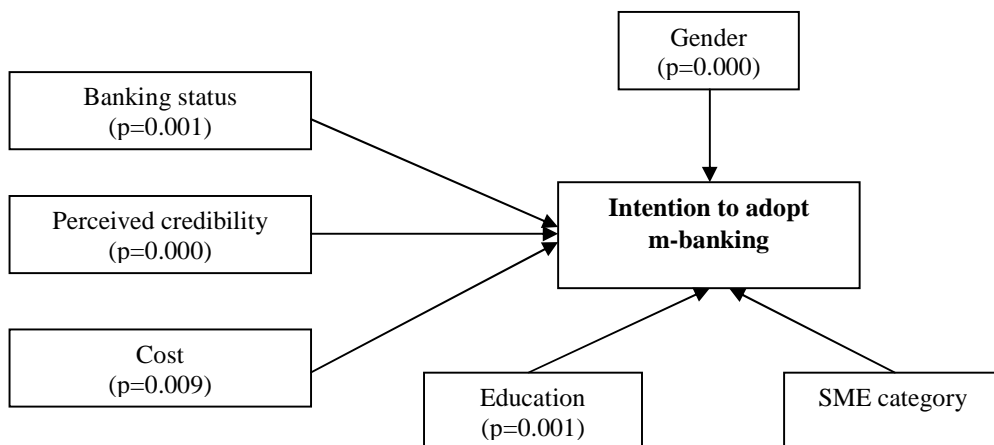 Gender
(p=0.000)
Banking status
(p=0.001)
Perceived credibility
(p=0.000)
Intention to adopt
m-banking
Cost
(p=0.009)
Education
(p=0.001)
SME category